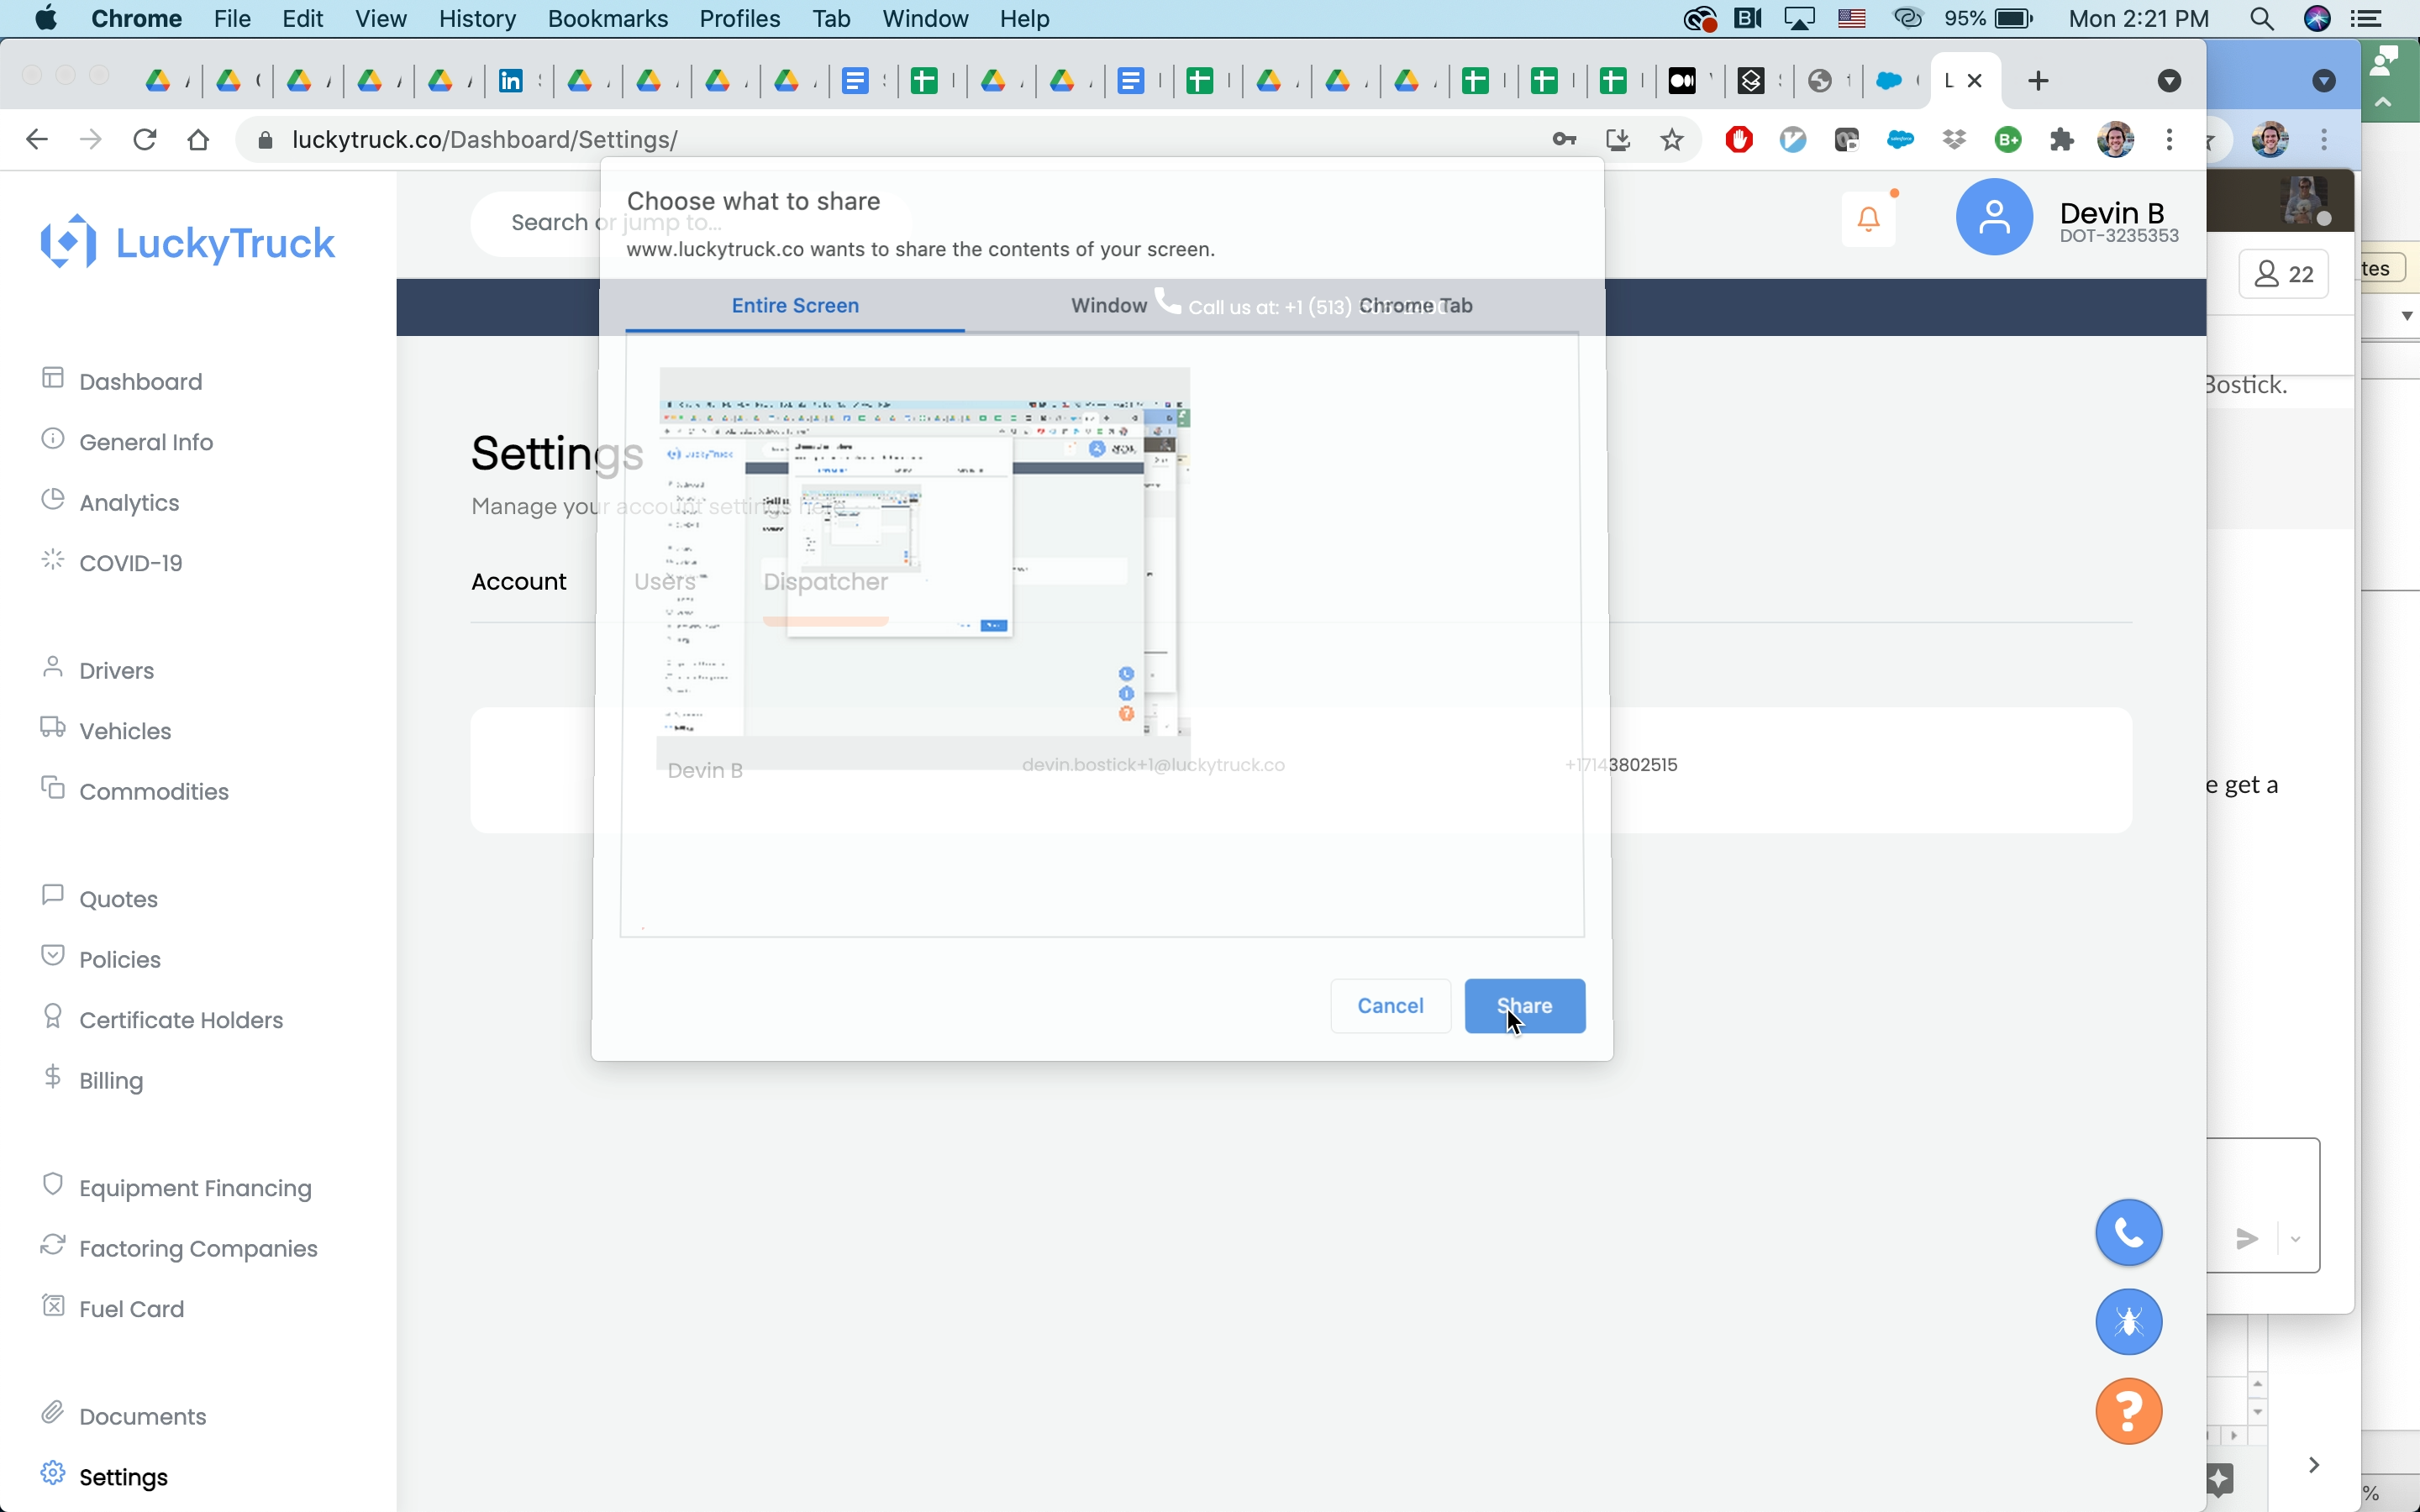 Chrome File Edit View History Bookmarks Profiles Tab Window Help
95% Mon 2:21 PM
L
luckytruck.co/Dashboard/Settings/
LuckyTruck
Dashboard
General Info
Analytics
COVID-19
Drivers
Vehicles
Commodities
Quotes
Policies
Certificate Holders
Billing
Equipment Financing
Factoring Companies
Fuel Card
Documents
Settings
Search or jump to...
Devin B
DOT-3235353
Call us at: +1 (513)
Settings
Manage your account settings here
Account Users Dispatcher
Devin B devin.bostick+1@luckytruck.co +17143802515
Choose what to share
www.luckytruck.co wants to share the contents of your screen.
Entire Screen Window Chrome Tab
Cancel Share
22
tes
Bostick.
e get a
%